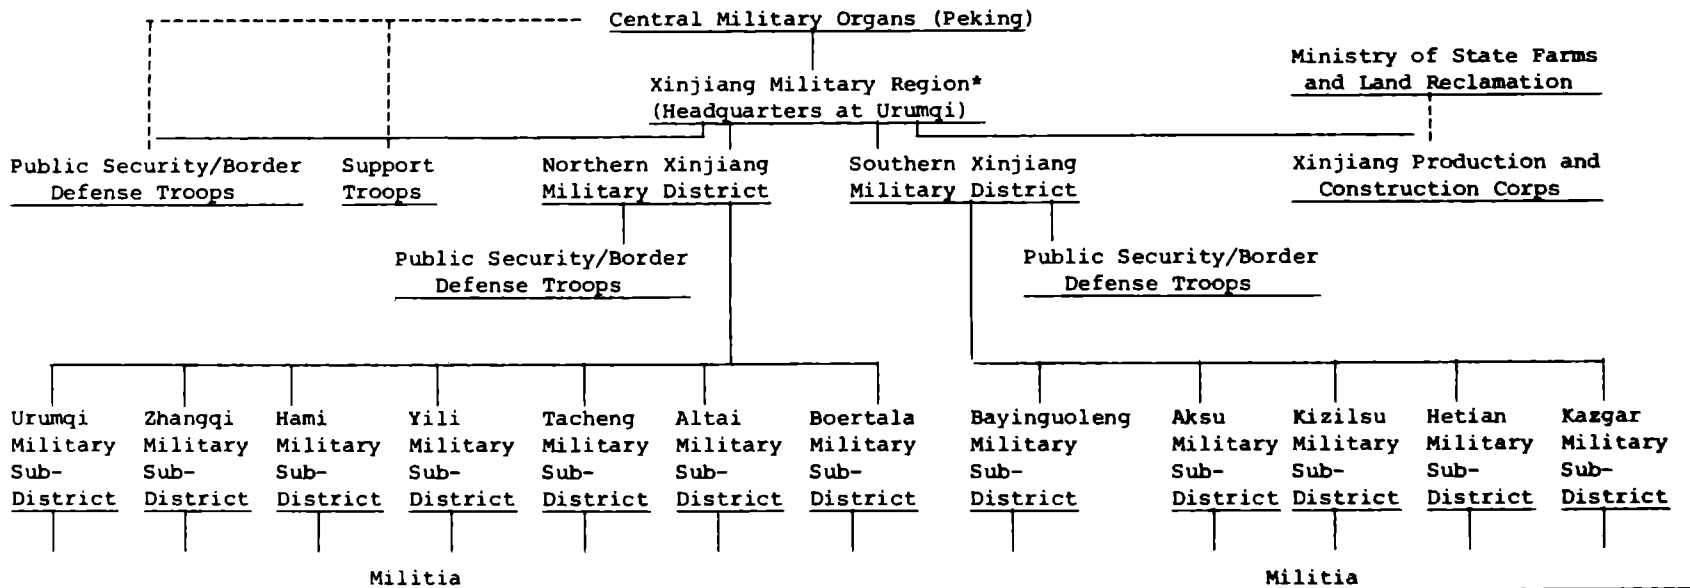 Central Military Organs (Peking)
Ministry of State Farms
and Land Reclamation
Xinjiang Military Region*
(Headquarters at Urumqi)
Public Security/Border
Defense Troops
Support
Troops
Northern Xinjiang
Military District
Southern Xinjiang
Military District
Xinjiang Production and
Construction Corps
Public Security/Border
Defense Troops
Public Security/Border
Defense Troops
Urumqi
Military
Sub-
District
Zhangqi
Military
Sub-
District
Hami
Military
Sub-
District
Yili
Military
Sub-
District
Tacheng
Military
Sub-
District
Altai
Military
Sub-
District
Boertala
Military
Sub-
District
Bayinguoleng
Military
Sub-
District
Aksu
Military
Sub-
District
Kizilsu
Military
Sub-
District
Hetian
Military
Sub-
District
Kazgar
Military
Sub-
District
Militia
Militia